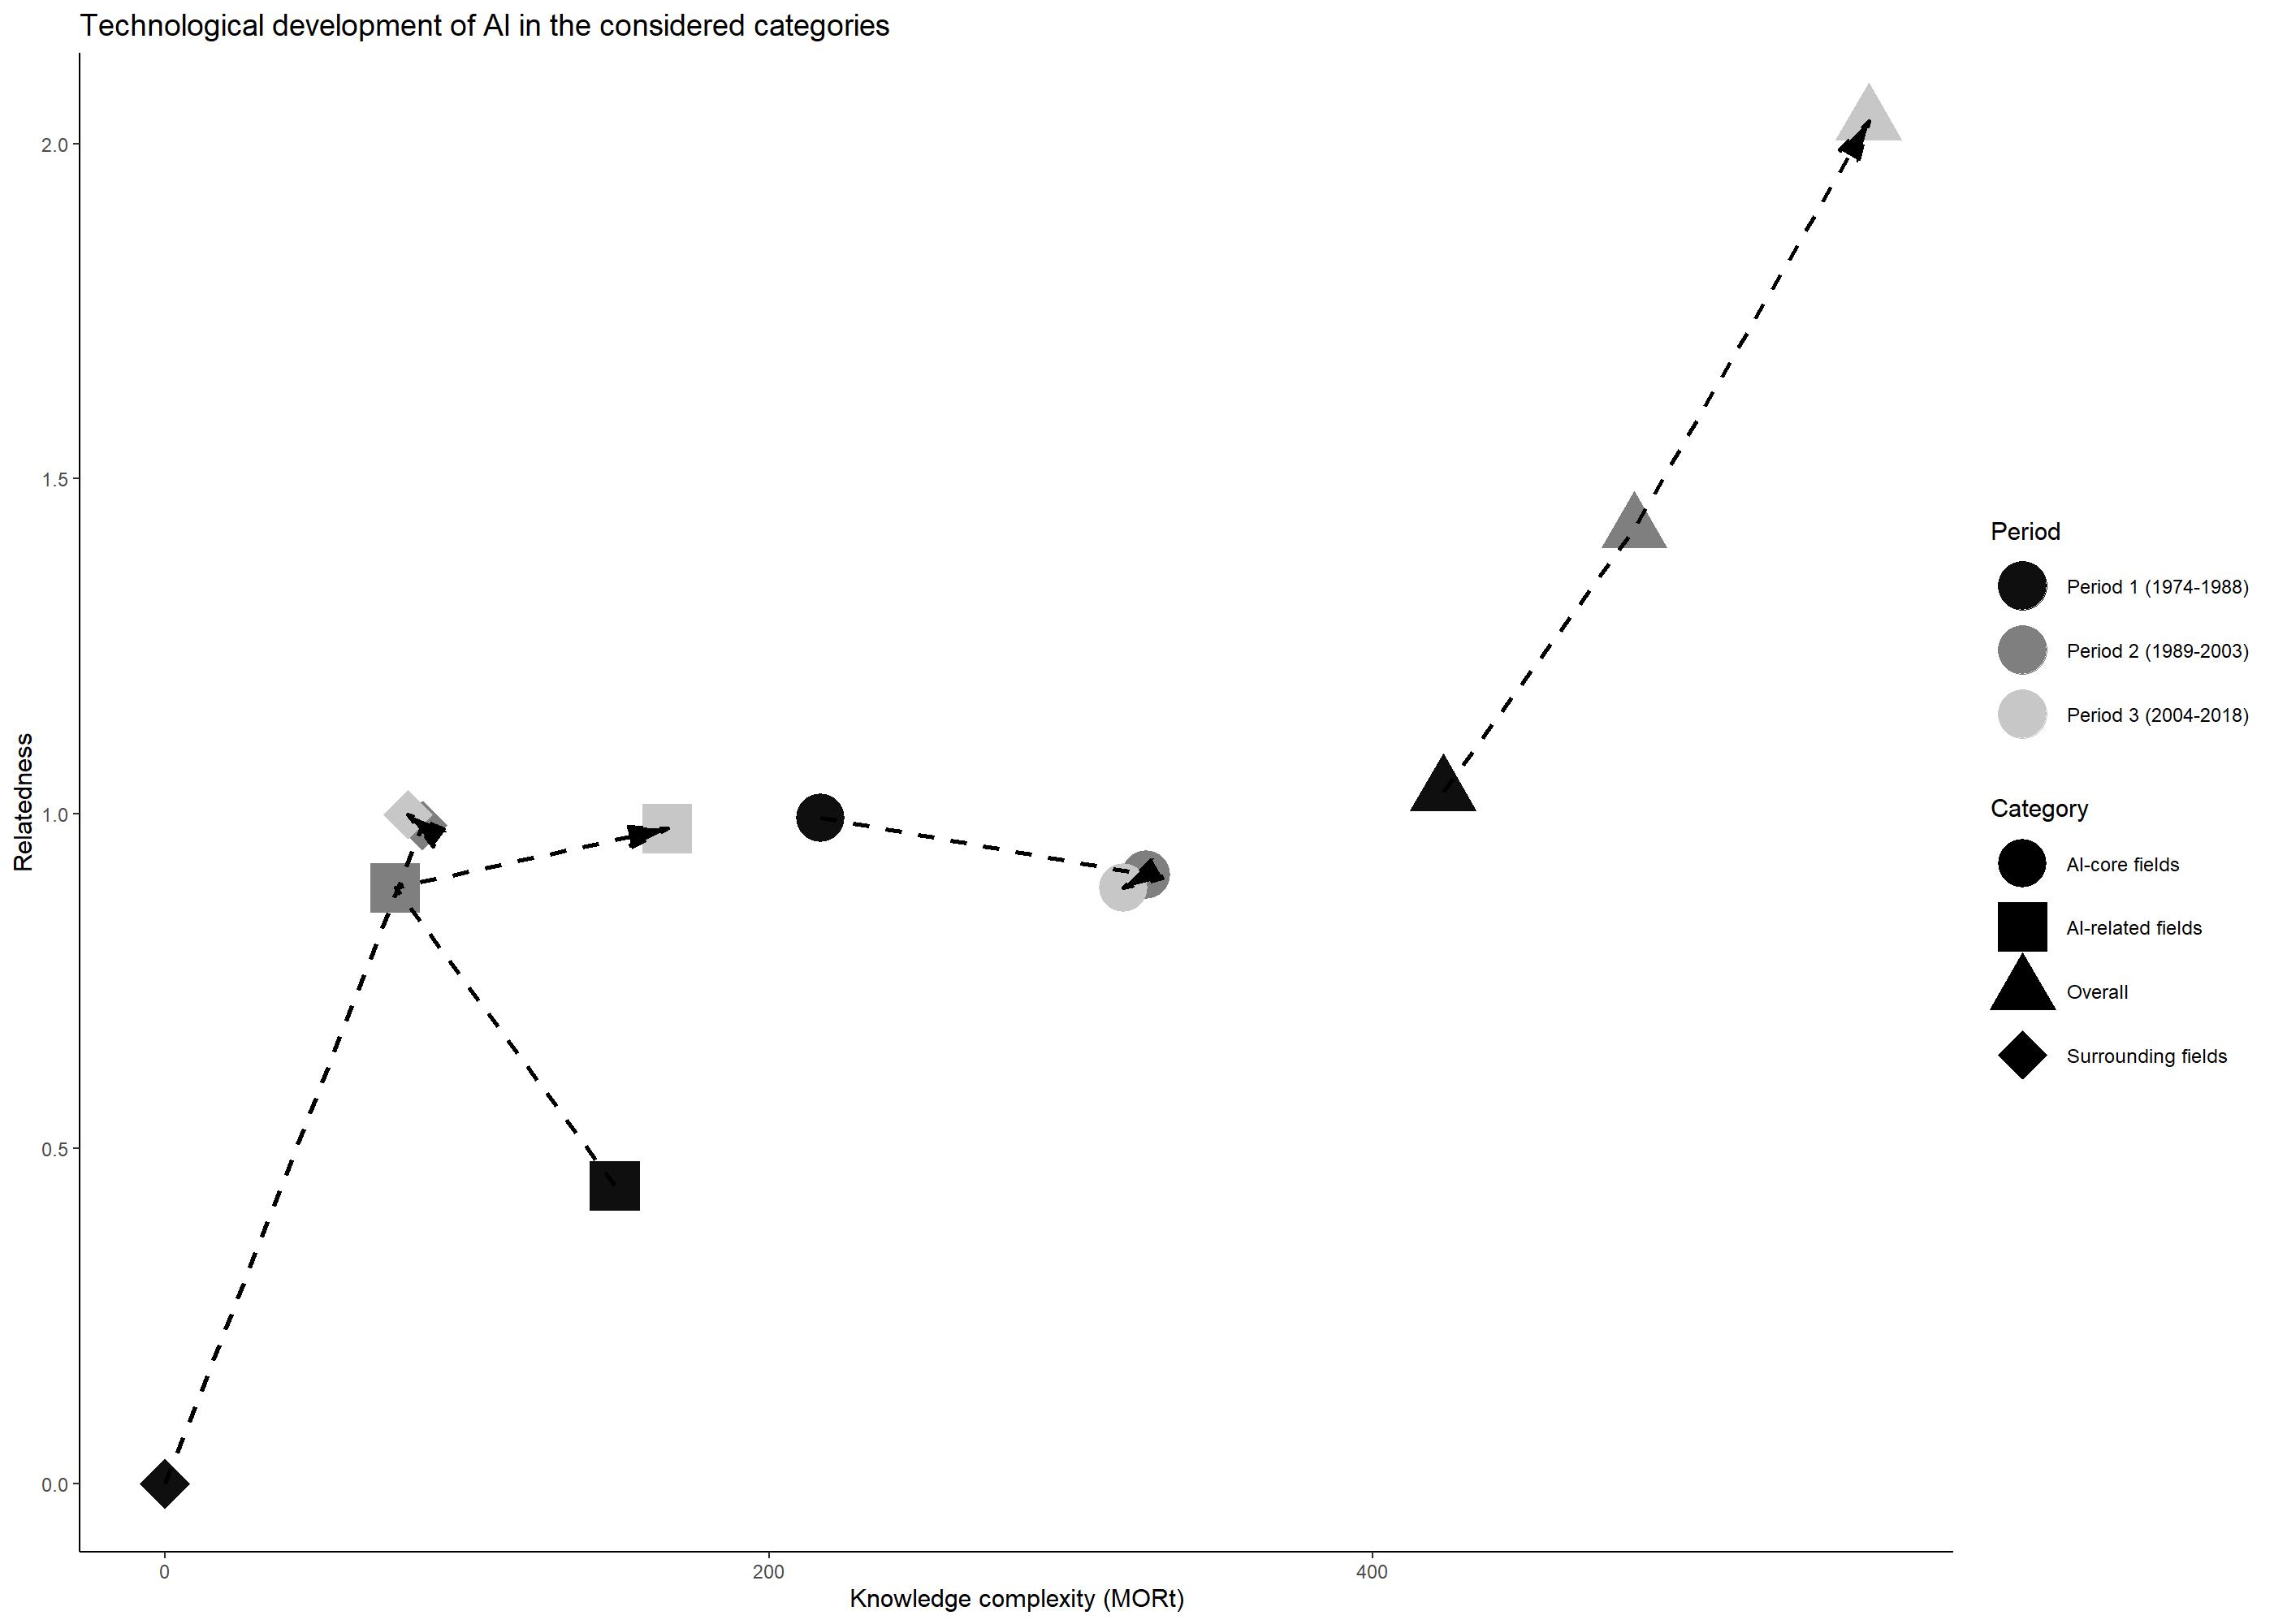 Technological development of AI in the considered categories
2.0
1.5
1.0
0.5
0.0
Relatedness
0
200
400
Knowledge complexity (MORt)
Period
Period 1 (1974-1988)
Period 2 (1989-2003)
Period 3 (2004-2018)
Category
AI-core fields
AI-related fields
Overall
Surrounding fields